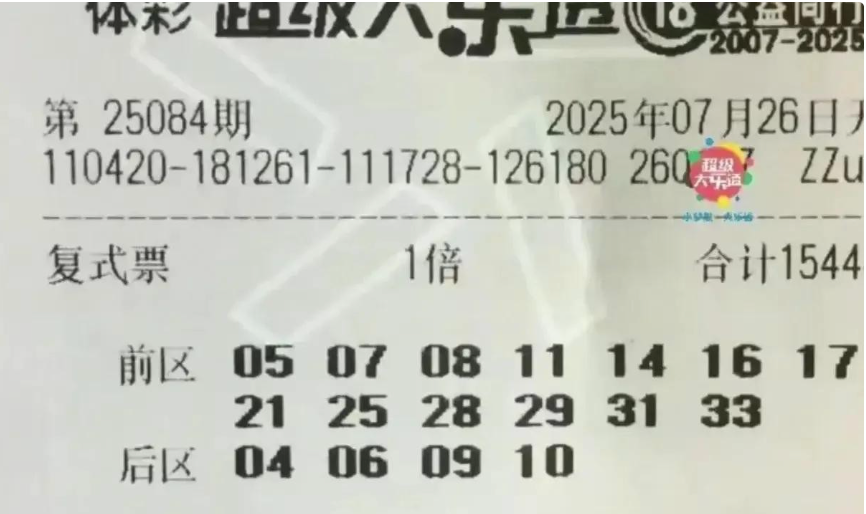 体彩 超级大乐透 18 公益同行
2007-2025
第 25084期 2025年07月26日开
110420-181261-111728-126180 260 ZZu
超级
大乐透
复式票 1倍 合计1544
前区 05 07 08 11 14 16 17
21 25 28 29 31 33
后区 04 06 09 10